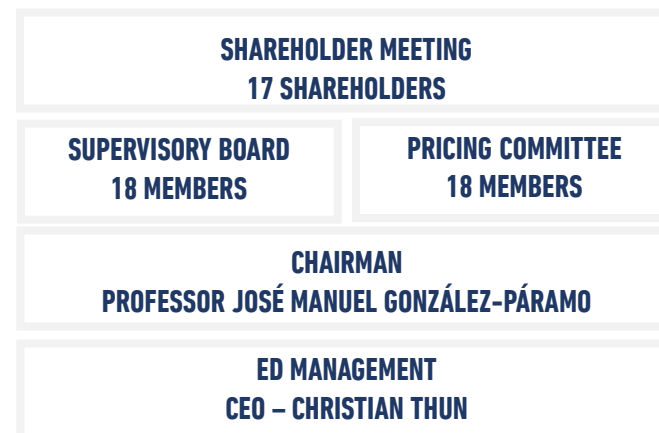 SHAREHOLDER MEETING
17 SHAREHOLDERS
SUPERVISORY BOARD
18 MEMBERS
PRICING COMMITTEE
18 MEMBERS
CHAIRMAN
PROFESSOR JOSÉ MANUEL GONZÁLEZ-PÁRAMO
ED MANAGEMENT
CEO – CHRISTIAN THUN